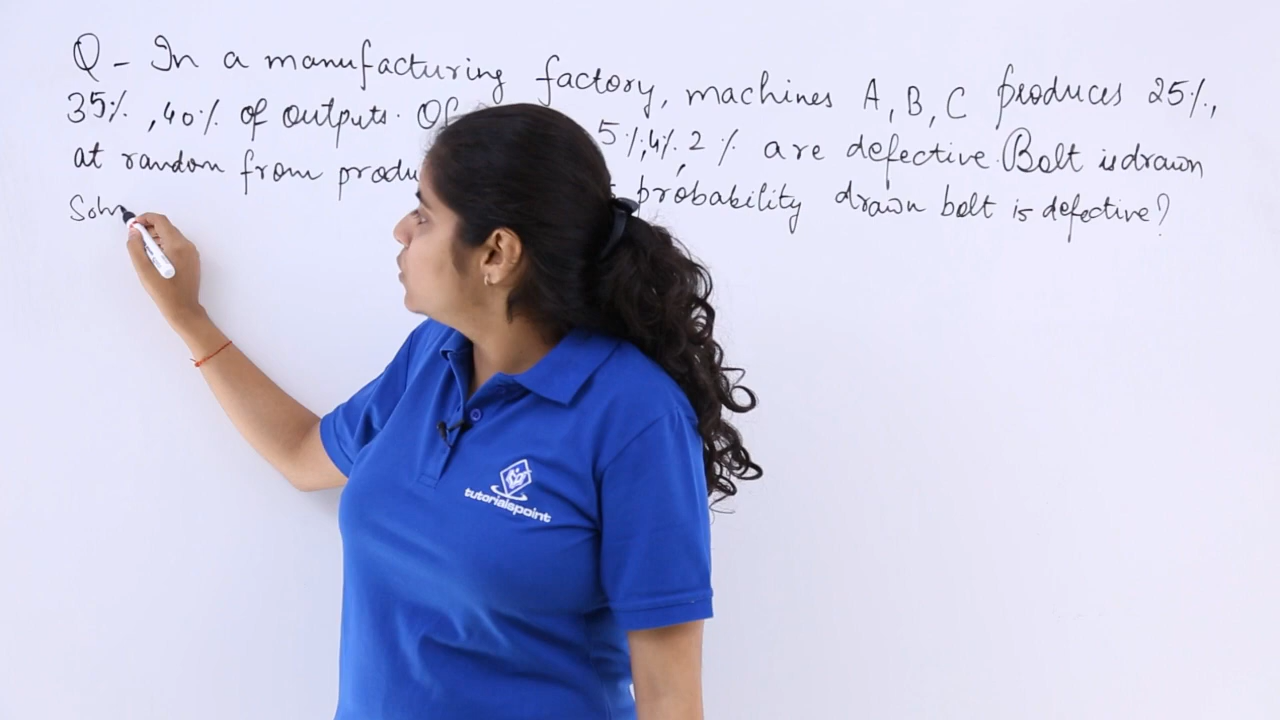 Q - In a manufacturing factory, machines A, B, C produces 25%,
35%, 40% of outputs. Of 5%, 4%, 2% are defective. Bolt is drawn
at random from probability drawn bolt is defective?
Soln
tutorialspoint